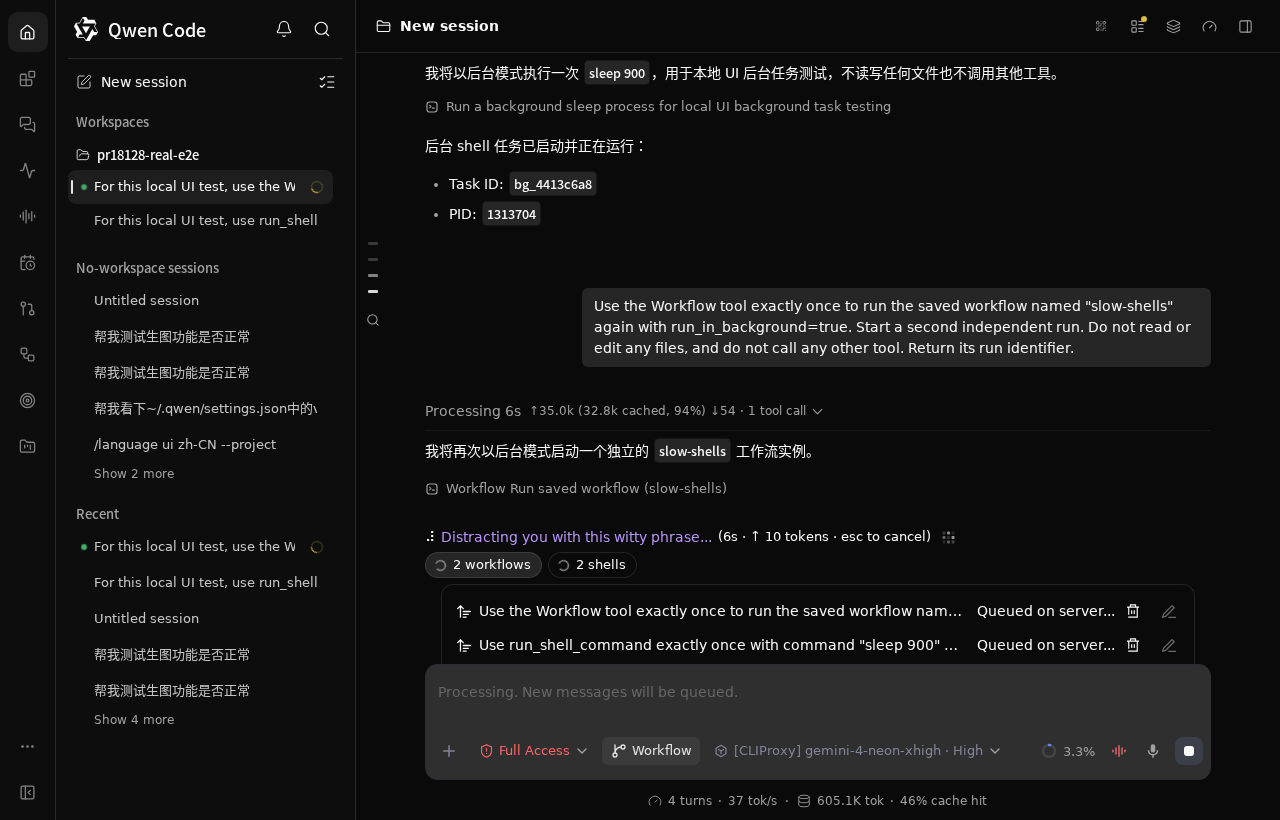 Qwen Code
New session
Workspaces
pr18128-real-e2e
For this local UI test, use the W
For this local UI test, use run_shell
No-workspace sessions
Untitled session
帮我测试生图功能是否正常
帮我测试生图功能是否正常
帮我看下~/.qwen/settings.json中的
/language ui zh-CN --project
Show 2 more
Recent
For this local UI test, use the W
For this local UI test, use run_shell
Untitled session
帮我测试生图功能是否正常
帮我测试生图功能是否正常
Show 4 more
New session
我将以后台模式执行一次 sleep 900，用于本地 UI 后台任务测试，不读写任何文件也不调用其他工具。
Run a background sleep process for local UI background task testing
后台 shell 任务已启动并正在运行：
• Task ID: bg_4413c6a8
• PID: 1313704
Use the Workflow tool exactly once to run the saved workflow named "slow-shells"
again with run_in_background=true. Start a second independent run. Do not read or
edit any files, and do not call any other tool. Return its run identifier.
Processing 6s ↑35.0k (32.8k cached, 94%) ↓54 · 1 tool call
我将再次以后台模式启动一个独立的 slow-shells 工作流实例。
Workflow Run saved workflow (slow-shells)
Distracting you with this witty phrase... (6s · ↑ 10 tokens · esc to cancel)
2 workflows 2 shells
Use the Workflow tool exactly once to run the saved workflow nam... Queued on server...
Use run_shell_command exactly once with command "sleep 900" ... Queued on server...
Processing. New messages will be queued.
Full Access Workflow [CLIProxy] gemini-4-neon-xhigh · High 3.3%
4 turns · 37 tok/s · 605.1K tok · 46% cache hit